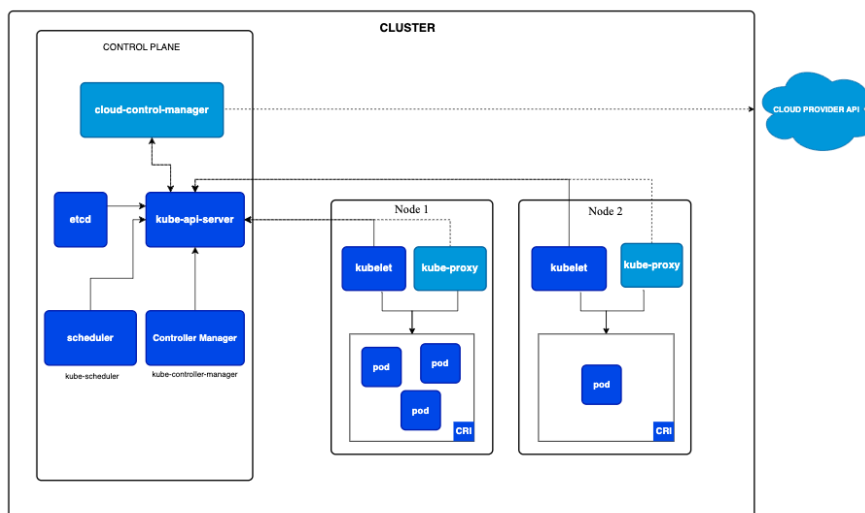 CLUSTER
CONTROL PLANE
cloud-control-manager
CLOUD PROVIDER API
etcd
kube-api-server
Node 1
Node 2
kubelet
kube-proxy
kubelet
kube-proxy
scheduler
Controller Manager
kube-scheduler
kube-controller-manager
pod
pod
pod
CRI
pod
CRI